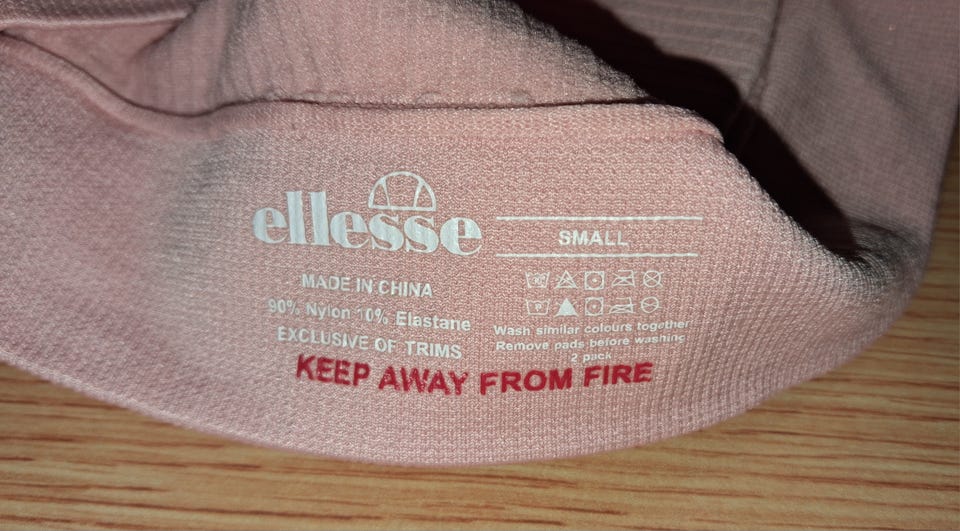 ellesse
SMALL
MADE IN CHINA
90% Nylon 10% Elastane
EXCLUSIVE OF TRIMS
Wash similar colours together
Remove pads before washing
2 pack
KEEP AWAY FROM FIRE